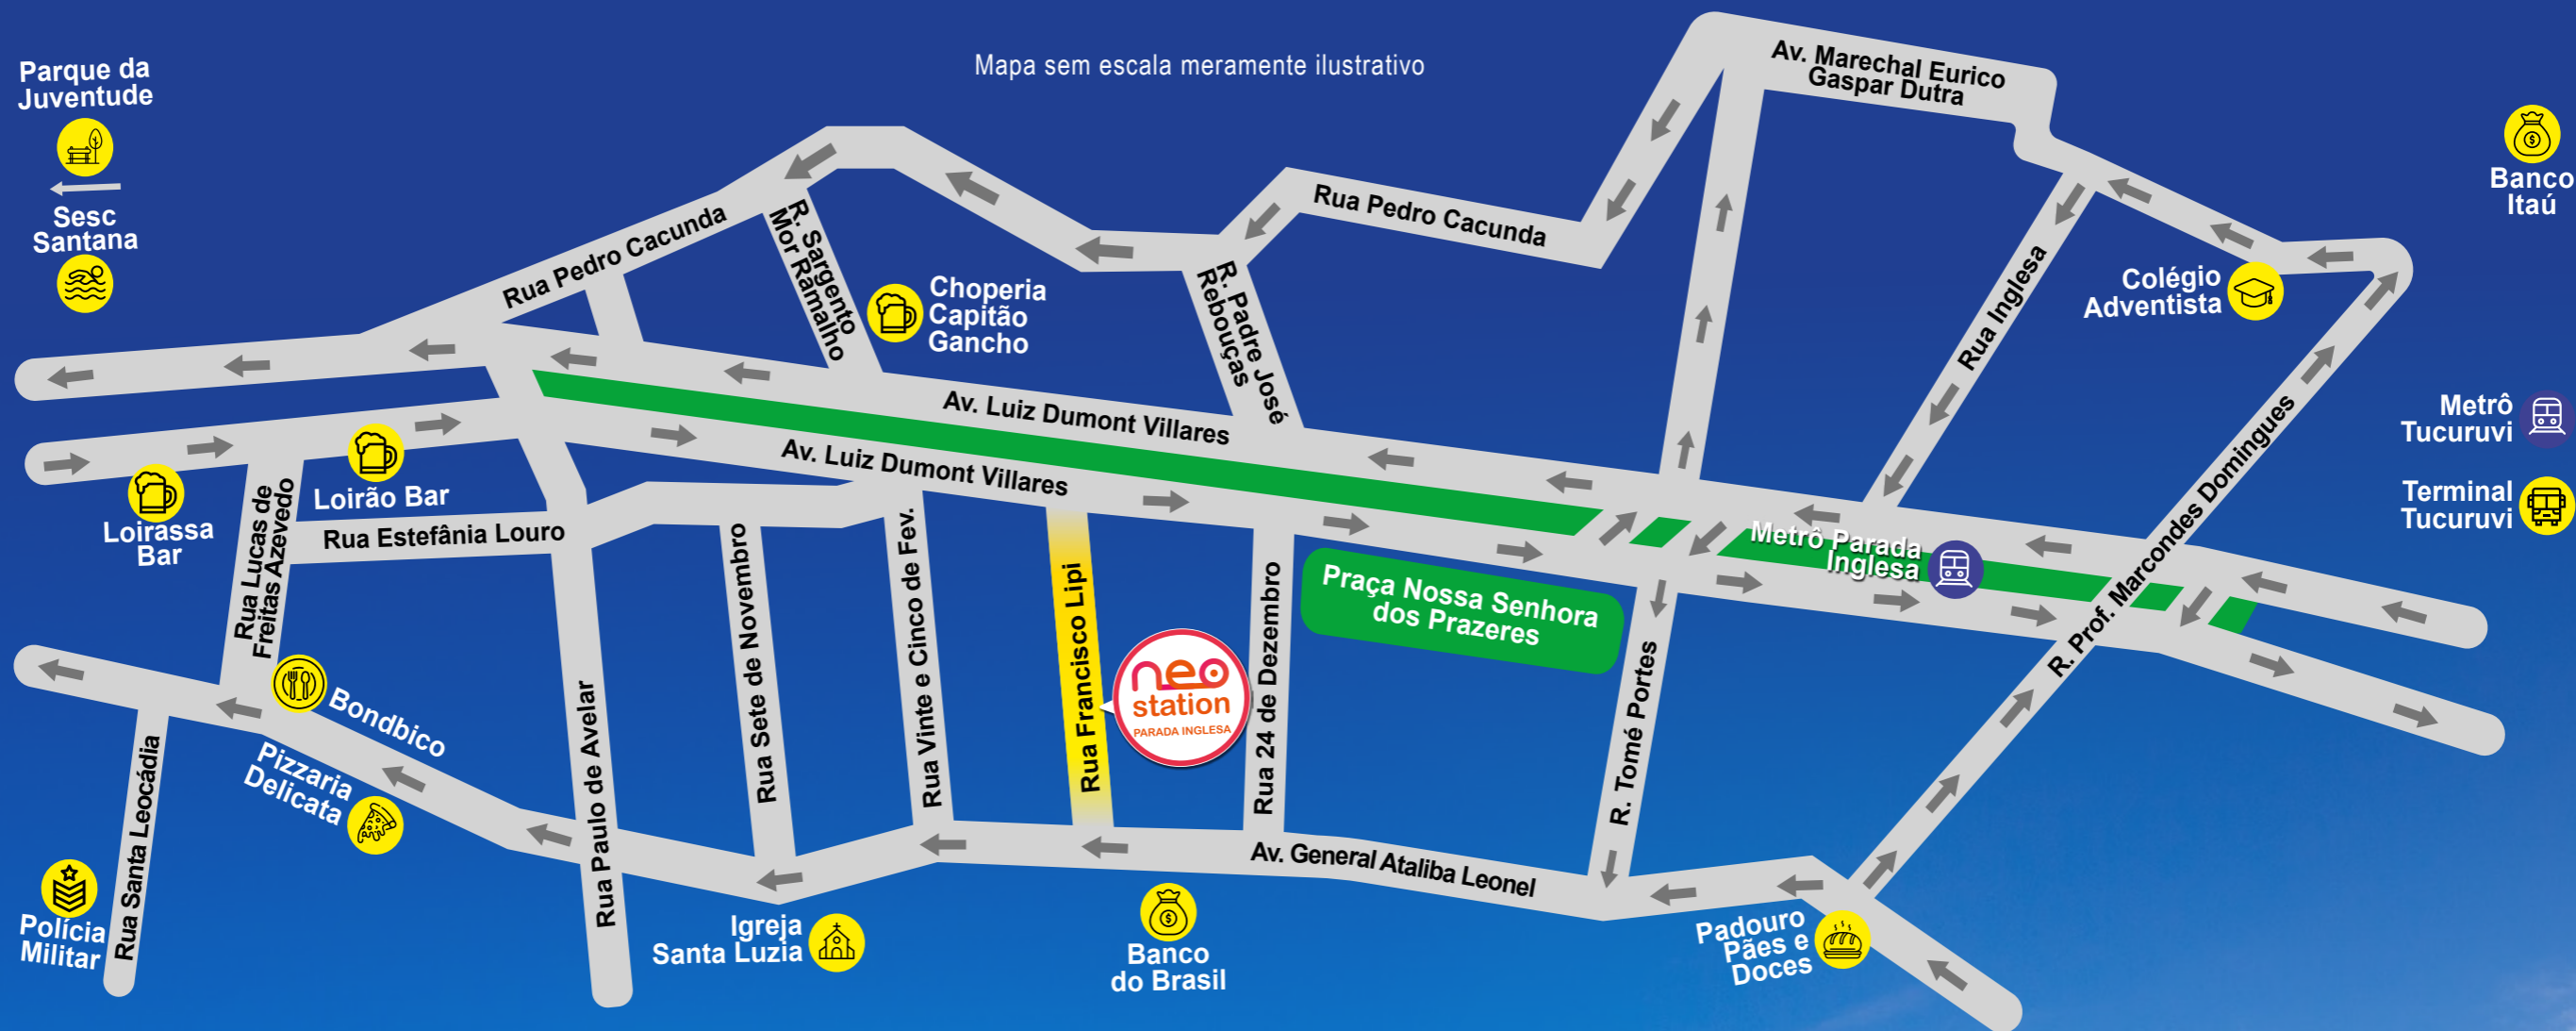 Mapa sem escala meramente ilustrativo
Parque da
Juventude
Sesc
Santana
Av. Marechal Eurico
Gaspar Dutra
Banco
Itaú
Rua Pedro Cacunda
Rua Pedro Cacunda
R. Sargento
Mor Ramalho
Choperia
Capitão
Gancho
R. Padre José
Rebouças
Rua Inglesa
Colégio
Adventista
Metrô
Tucuruvi
Terminal
Tucuruvi
Av. Luiz Dumont Villares
Av. Luiz Dumont Villares
Loirão Bar
Loirassa
Bar
Rua Lucas de
Freitas Azevedo
Rua Estefânia Louro
Metrô Parada
Inglesa
R. Prof. Marcondes Domingues
Praça Nossa Senhora
dos Prazeres
Rua Sete de Novembro
Rua Vinte e Cinco de Fev.
Rua Francisco Lipi
neo
station
PARADA INGLESA
Rua 24 de Dezembro
R. Tomé Portes
Rua Paulo de Avelar
Bondbico
Pizzaria
Delicata
Rua Santa Leocádia
Polícia
Militar
Av. General Ataliba Leonel
Igreja
Santa Luzia
$
Banco
do Brasil
Padouro
Pães e
Doces
$